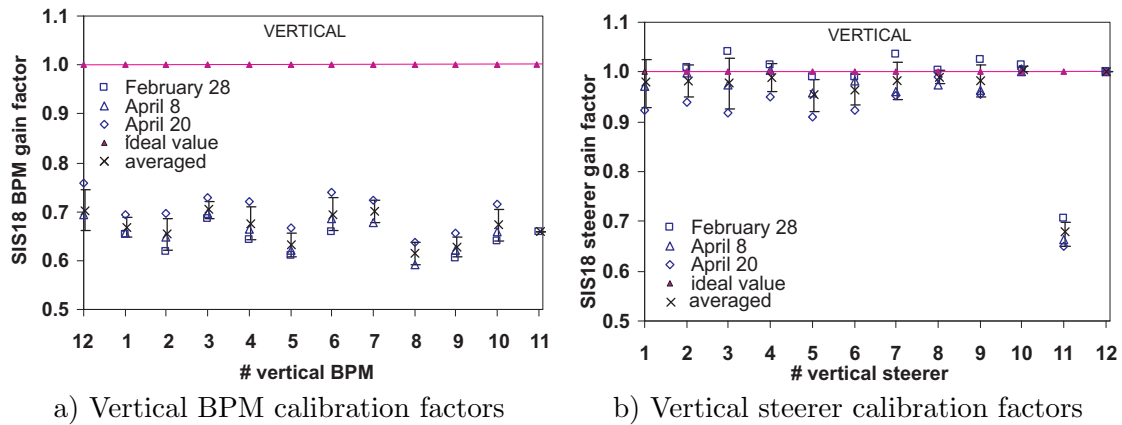 VERTICAL
1.1
1.0
0.9
0.8
0.7
0.6
0.5
SIS18 BPM gain factor
February 28
April 8
April 20
ideal value
averaged
12 1 2 3 4 5 6 7 8 9 10 11
# vertical BPM
a) Vertical BPM calibration factors
VERTICAL
1.1
1.0
0.9
0.8
0.7
0.6
0.5
SIS18 steerer gain factor
February 28
April 8
April 20
ideal value
averaged
1 2 3 4 5 6 7 8 9 10 11 12
# vertical steerer
b) Vertical steerer calibration factors